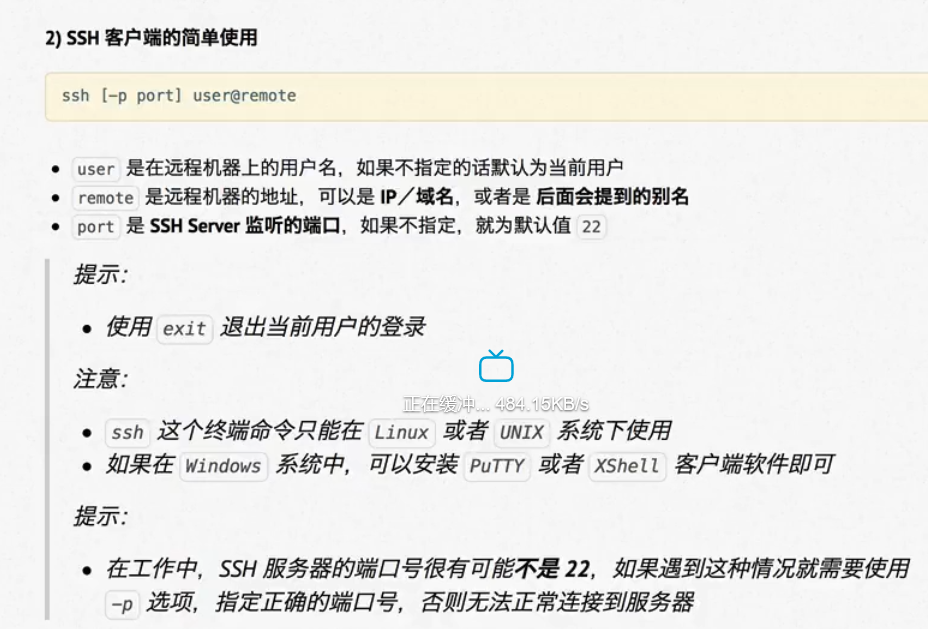 2) SSH 客户端的简单使用
ssh [-p port] user@remote
user 是在远程机器上的用户名，如果不指定的话默认为当前用户
remote 是远程机器的地址，可以是 IP／域名，或者是 后面会提到的别名
port 是 SSH Server 监听的端口，如果不指定，就为默认值 22
提示：
使用 exit 退出当前用户的登录
注意：
正在缓冲... 484.15KB/s
ssh 这个终端命令只能在 Linux 或者 UNIX 系统下使用
如果在 Windows 系统中，可以安装 PuTTY 或者 XShell 客户端软件即可
提示：
在工作中，SSH 服务器的端口号很有可能不是 22，如果遇到这种情况就需要使用
-p 选项，指定正确的端口号，否则无法正常连接到服务器